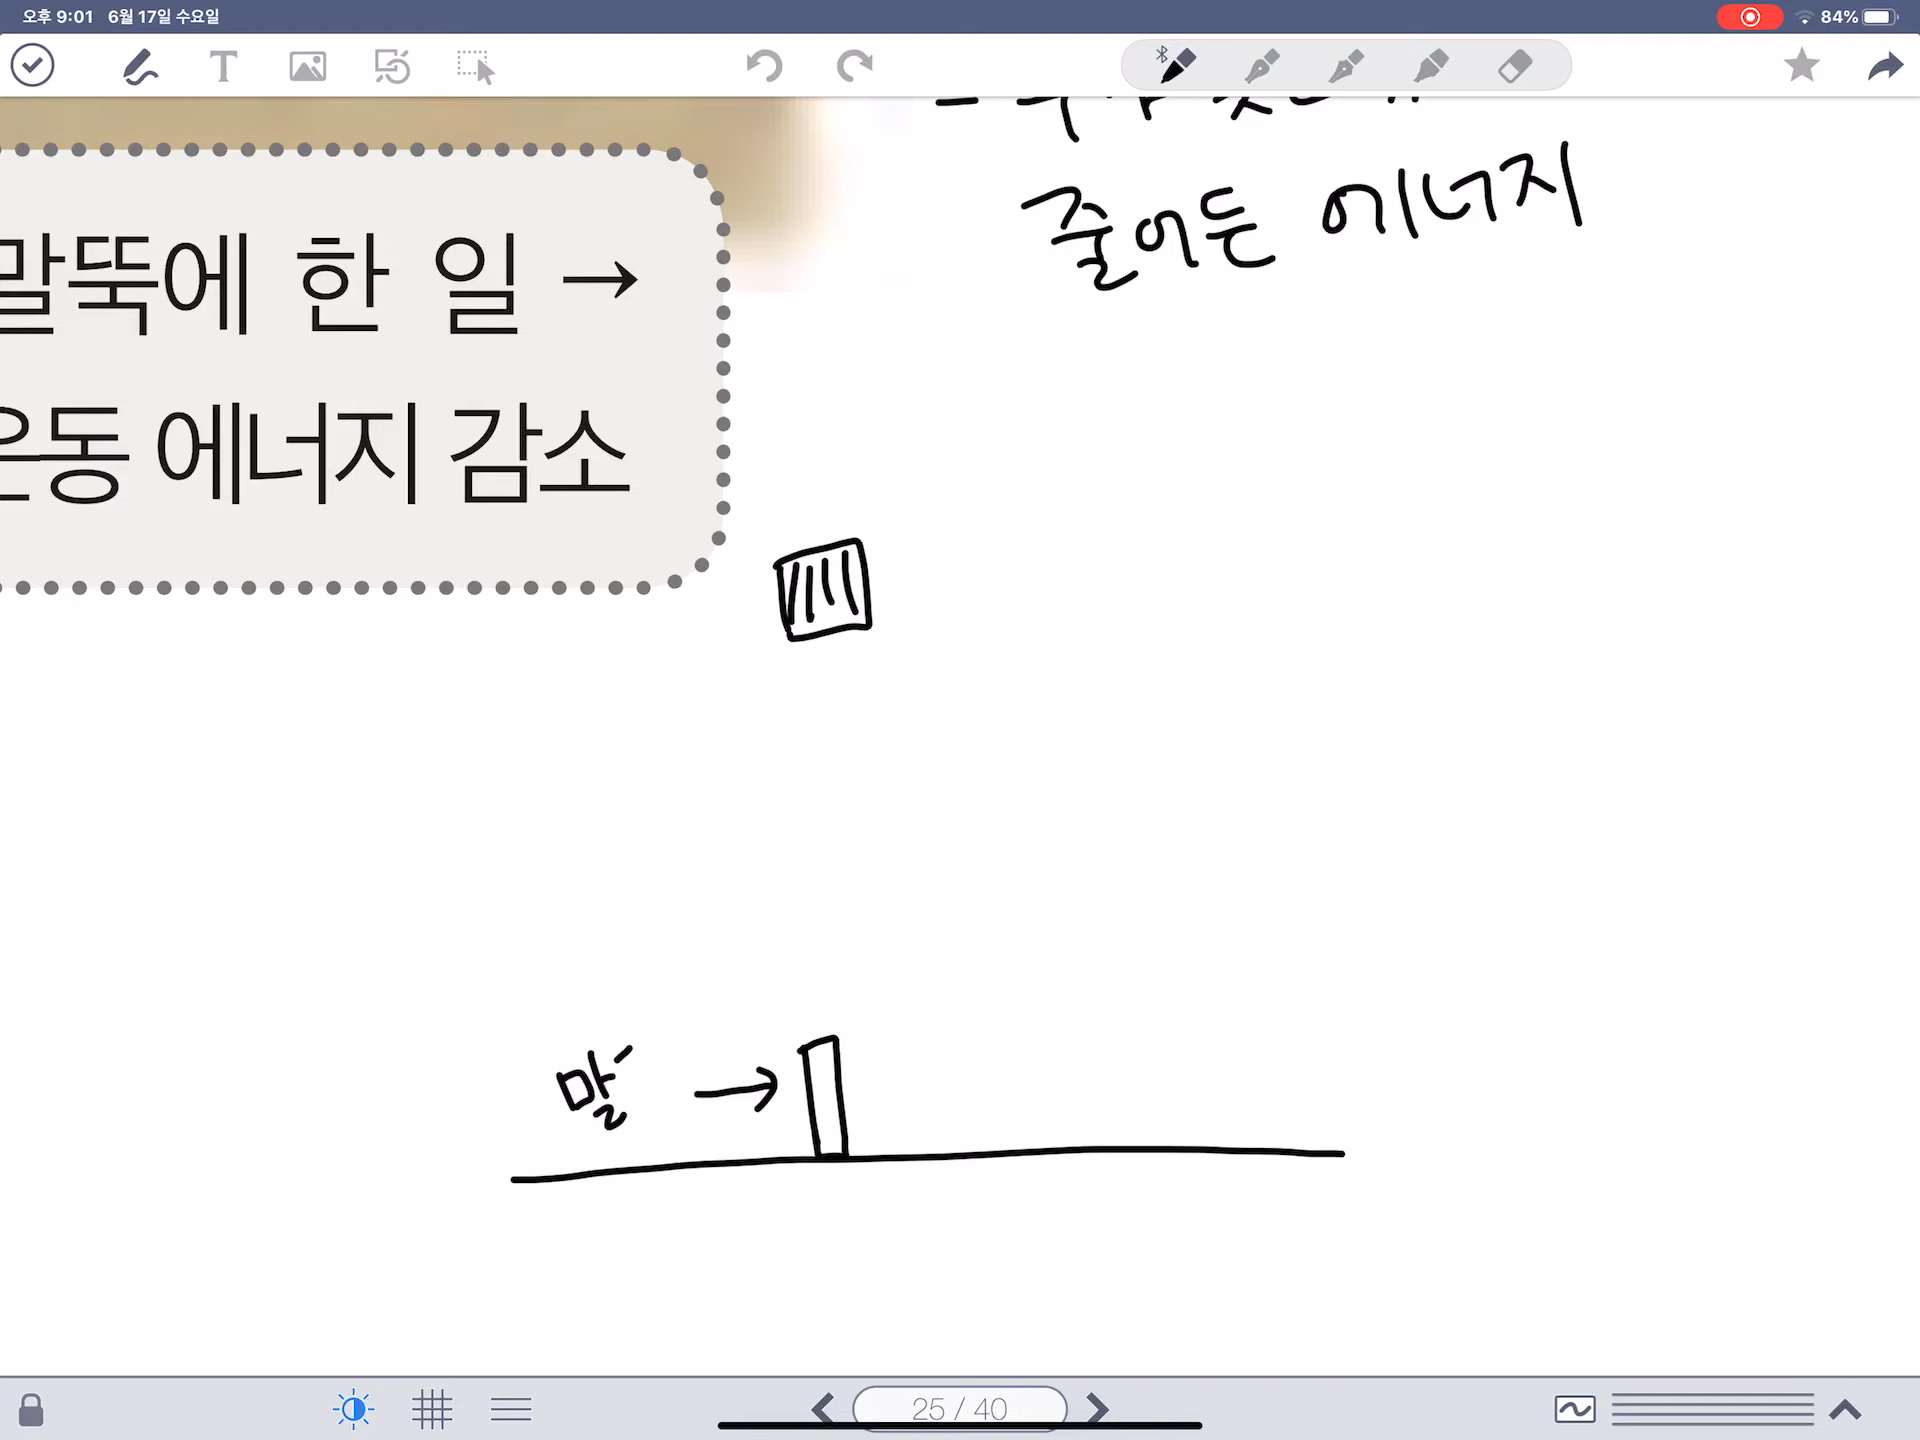 오후 9:01 6월 17일 수요일
84%
T
줄어든 에너지
말뚝에 한 일 →
운동 에너지 감소
말 →
25 / 40